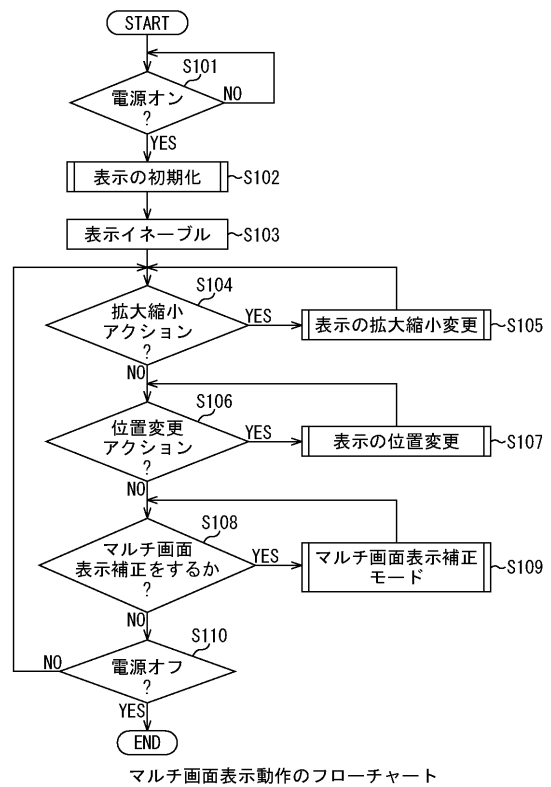 START
S101
電源オン
?
NO
YES
表示の初期化
S102
表示イネーブル
S103
S104
拡大縮小
アクション
?
YES
NO
表示の拡大縮小変更
S105
S106
位置変更
アクション
?
YES
NO
表示の位置変更
S107
S108
マルチ画面
表示補正をするか
?
YES
NO
マルチ画面表示補正
モード
S109
S110
電源オフ
?
NO
YES
END
マルチ画面表示動作のフローチャート